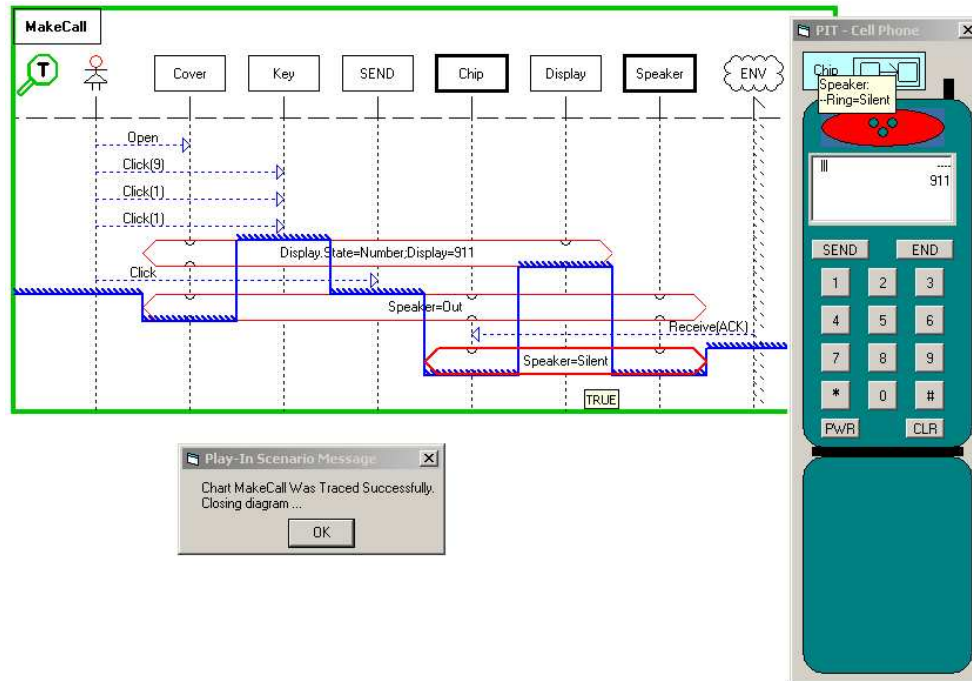 MakeCall
T
Cover
Key
SEND
Chip
Display
Speaker
ENV
Open
Click(9)
Click(1)
Click(1)
Display.State=Number;Display=911
Click
Speaker=Out
Receive(ACK)
Speaker=Silent
TRUE
Play-In Scenario Message
Chart MakeCall Was Traced Successfully.
Closing diagram ...
OK
PIT - Cell Phone
Chip
Speaker:
--Ring=Silent
||| ----
911
SEND END
1 2 3
4 5 6
7 8 9
* 0 #
PWR CLR